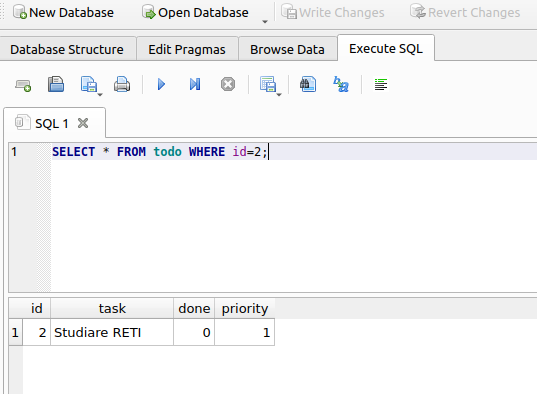 New Database Open Database Write Changes Revert Changes
Database Structure Edit Pragmas Browse Data Execute SQL
SQL 1
1 SELECT * FROM todo WHERE id=2;
id task done priority
1 2 Studiare RETI 0 1